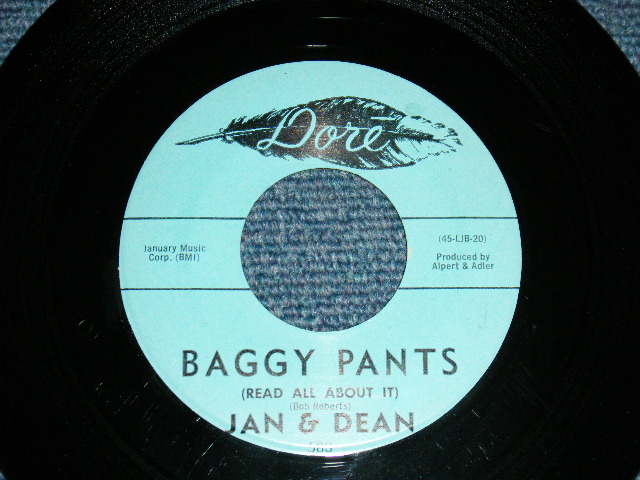 Doré
January Music
Corp. (BMI)
(45-LJB-20)
Produced by
Alpert & Adler
BAGGY PANTS
(READ ALL ABOUT IT)
(Bob Roberts)
JAN & DEAN
583